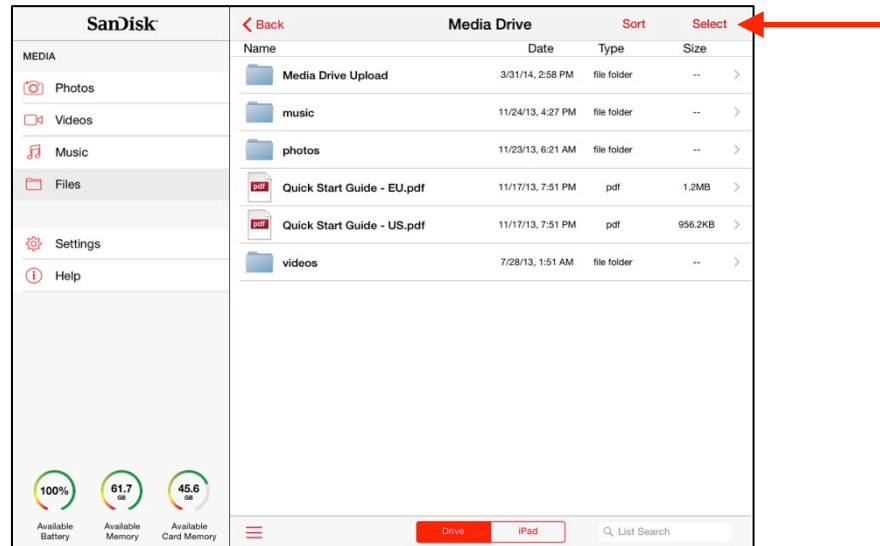 SanDisk
MEDIA
Photos
Videos
Music
Files
Settings
Help
100%
61.7
GB
45.6
GB
Available
Battery
Available
Memory
Available
Card Memory
Back
Media Drive
Sort
Select
Name Date Type Size
Media Drive Upload 3/31/14, 2:58 PM file folder --
music 11/24/13, 4:27 PM file folder --
photos 11/23/13, 6:21 AM file folder --
pdf Quick Start Guide - EU.pdf 11/17/13, 7:51 PM pdf 1.2MB
pdf Quick Start Guide - US.pdf 11/17/13, 7:51 PM pdf 956.2KB
videos 7/28/13, 1:51 AM file folder --
Drive
iPad
List Search